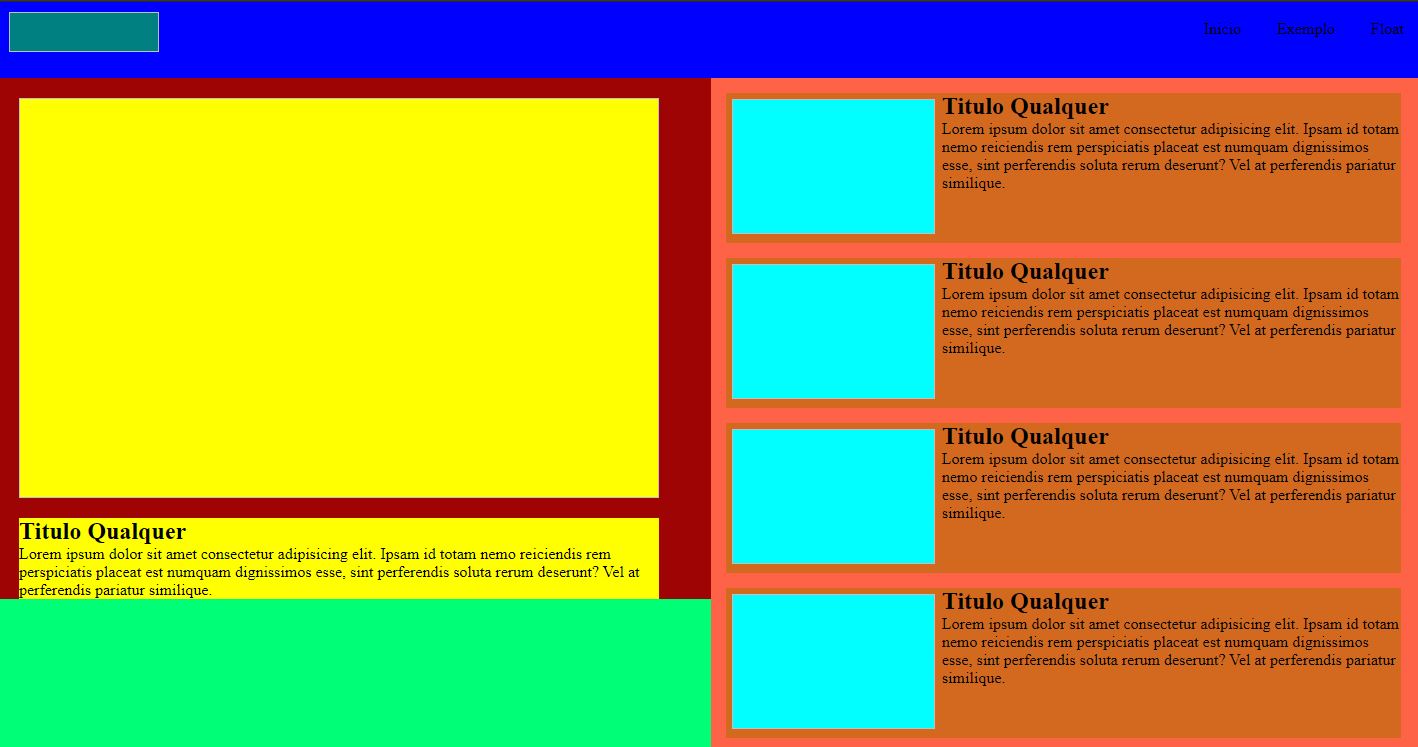 Inicio Exemplo Float
Titulo Qualquer
Lorem ipsum dolor sit amet consectetur adipisicing elit. Ipsam id totam nemo reiciendis rem
perspiciatis placeat est numquam dignissimos esse, sint perferendis soluta rerum deserunt? Vel at
perferendis pariatur similique.
Titulo Qualquer
Lorem ipsum dolor sit amet consectetur adipisicing elit. Ipsam id totam
nemo reiciendis rem perspiciatis placeat est numquam dignissimos
esse, sint perferendis soluta rerum deserunt? Vel at perferendis pariatur
similique.
Titulo Qualquer
Lorem ipsum dolor sit amet consectetur adipisicing elit. Ipsam id totam
nemo reiciendis rem perspiciatis placeat est numquam dignissimos
esse, sint perferendis soluta rerum deserunt? Vel at perferendis pariatur
similique.
Titulo Qualquer
Lorem ipsum dolor sit amet consectetur adipisicing elit. Ipsam id totam
nemo reiciendis rem perspiciatis placeat est numquam dignissimos
esse, sint perferendis soluta rerum deserunt? Vel at perferendis pariatur
similique.
Titulo Qualquer
Lorem ipsum dolor sit amet consectetur adipisicing elit. Ipsam id totam
nemo reiciendis rem perspiciatis placeat est numquam dignissimos
esse, sint perferendis soluta rerum deserunt? Vel at perferendis pariatur
similique.